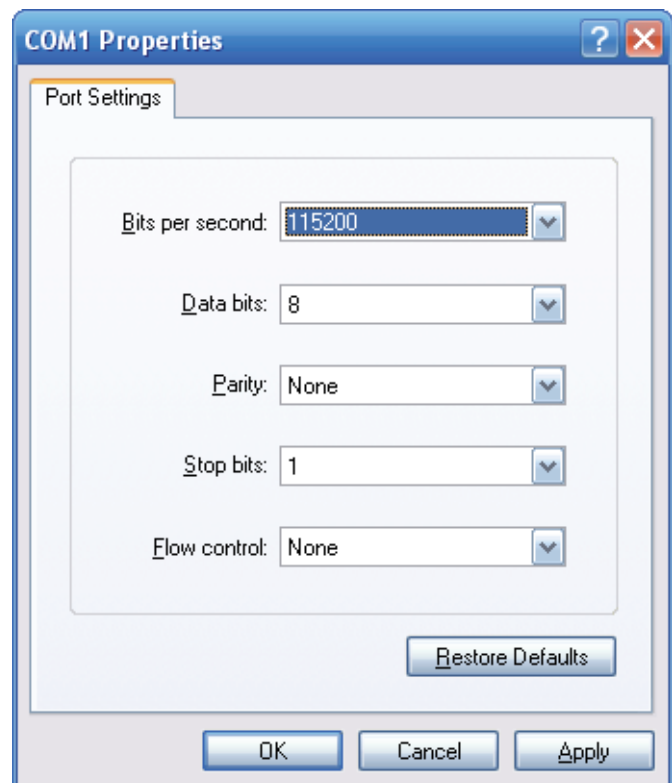 COM1 Properties
Port Settings
Bits per second: 115200
Data bits: 8
Parity: None
Stop bits: 1
Flow control: None
Restore Defaults
OK Cancel Apply